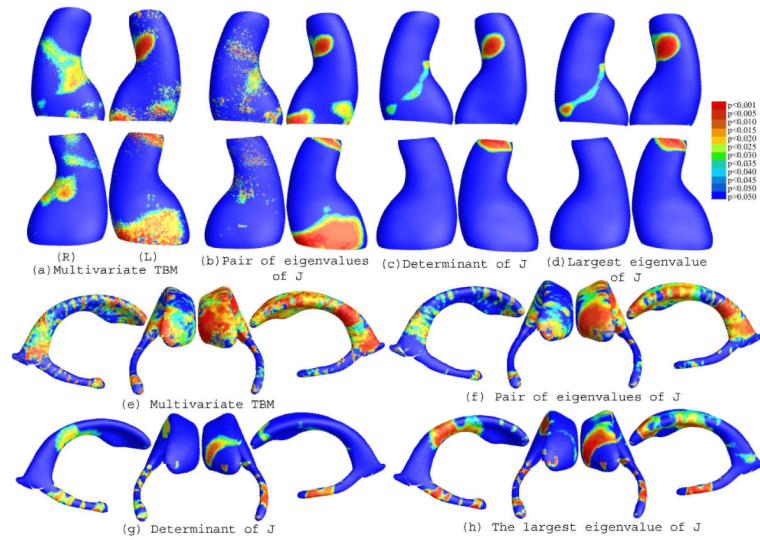 p<0.001
p<0.005
p<0.010
p<0.015
p<0.020
p<0.025
p<0.030
p<0.035
p<0.040
p<0.045
p<0.050
p>0.050
(R) (L)
(a)Multivariate TBM
(b)Pair of eigenvalues
of J
(c)Determinant of J
(d)Largest eigenvalue
of J
(e) Multivariate TBM
(f) Pair of eigenvalues of J
(g) Determinant of J
(h) The largest eigenvalue of J